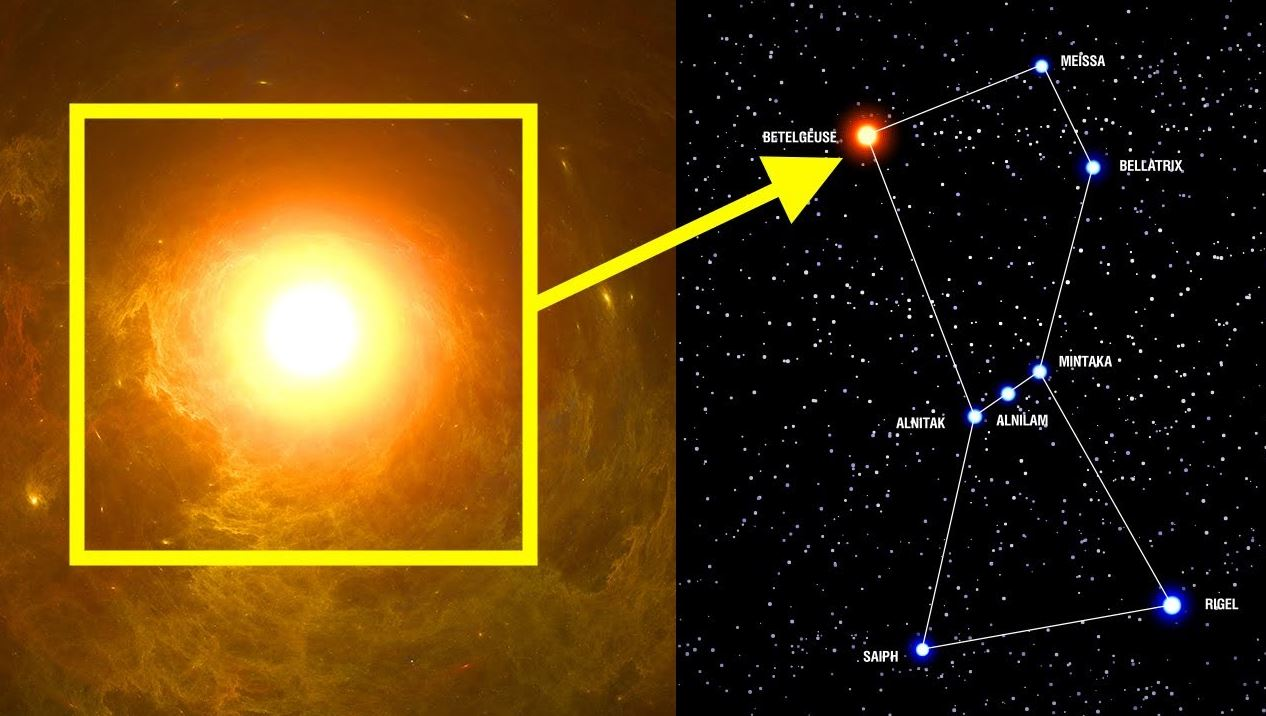 MEISSA
BETELGEUSE
BELLATRIX
MINTAKA
ALNITAK
ALNILAM
RIGEL
SAIPH